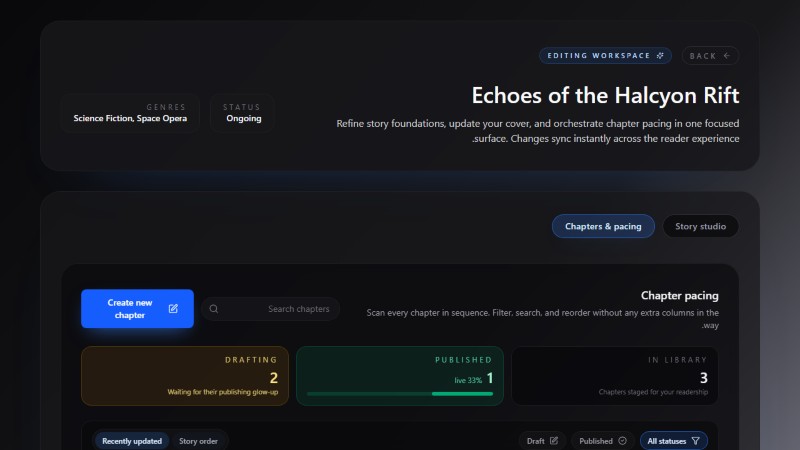 BACK
EDITING WORKSPACE
Echoes of the Halcyon Rift
Refine story foundations, update your cover, and orchestrate chapter pacing in one focused
.surface. Changes sync instantly across the reader experience
STATUS
Ongoing
GENRES
Science Fiction, Space Opera
Story studio
Chapters & pacing
Chapter pacing
Scan every chapter in sequence. Filter, search, and reorder without any extra columns in the
.way
Search chapters
Create new
chapter
IN LIBRARY
3
Chapters staged for your readership
PUBLISHED
live 33% 1
DRAFTING
2
Waiting for their publishing glow-up
All statuses
Published
Draft
Story order
Recently updated